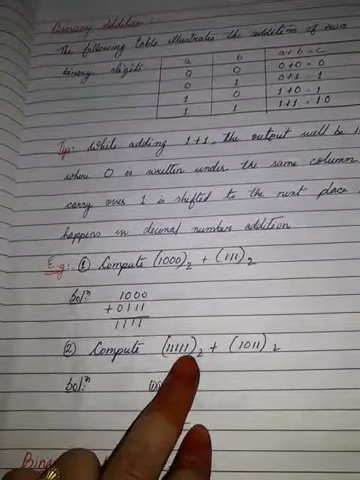 Binary Addition :
The following table illustrates the addition of two
binary digits
a b a + b = c
0 0 0+0 = 0
0 1 0+1 = 1
1 0 1+0 = 1
1 1 1+1 = 10
Tip: While adding 1+1, the output will be 1
where 0 is written under the same column
carry over 1 is shifted to the next place
happens in decimal number addition
E.g: (1) Compute (1000)₂ + (111)₂
Sol:n 1000
+ 0111
1111
(2) Compute (11111)₂ + (1011)₂
Sol:n